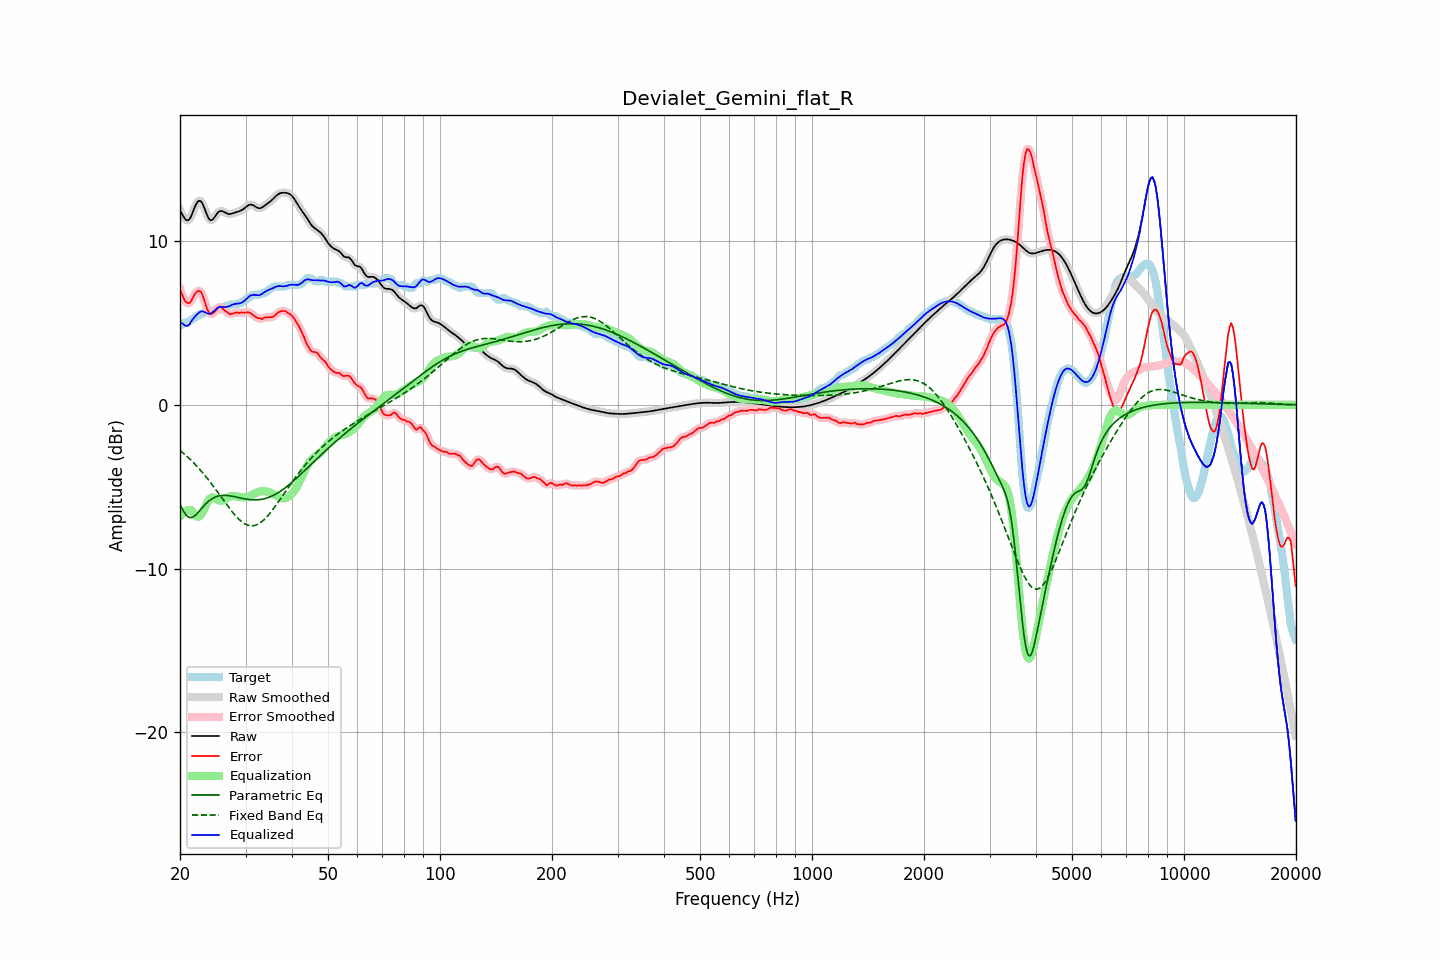 Devialet_Gemini_flat_R
Amplitude (dBr)
10
0
−10
−20
Target
Raw Smoothed
Error Smoothed
Raw
Error
Equalization
Parametric Eq
Fixed Band Eq
Equalized
20 50 100 200 500 1000 2000 5000 10000 20000
Frequency (Hz)